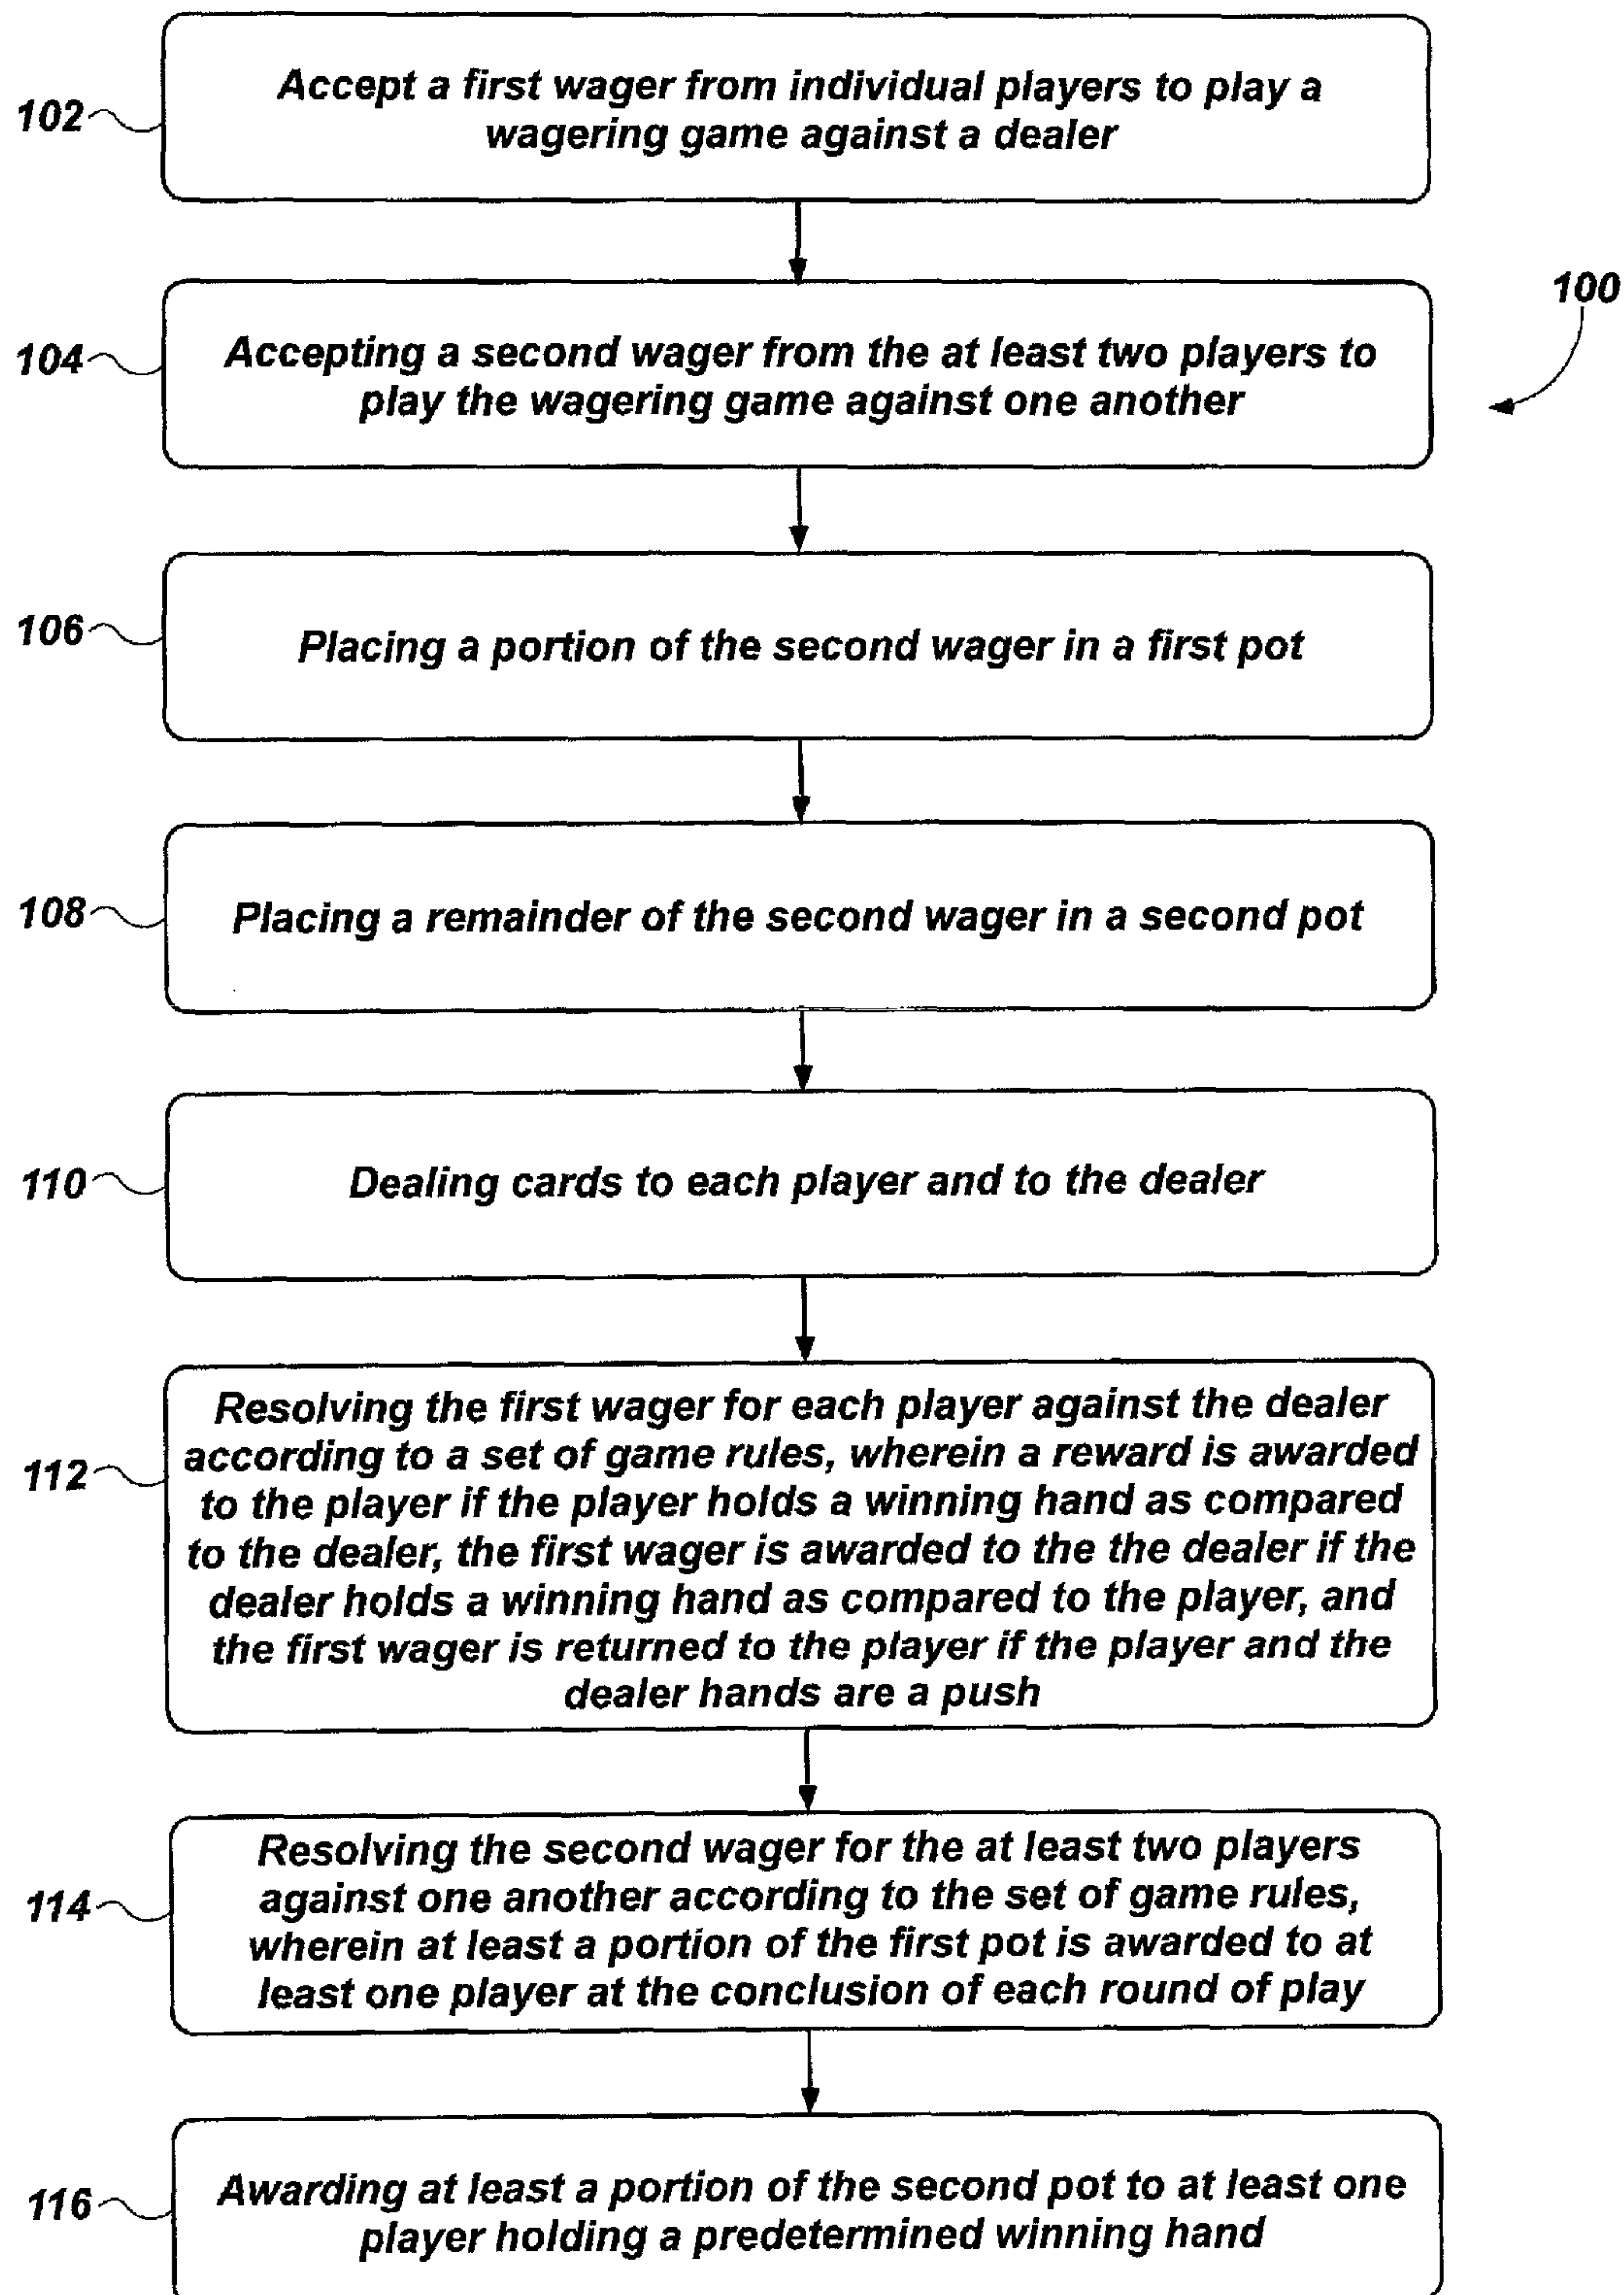 102
Accept a first wager from individual players to play a
wagering game against a dealer
100
104
Accepting a second wager from the at least two players to
play the wagering game against one another
106
Placing a portion of the second wager in a first pot
108
Placing a remainder of the second wager in a second pot
110
Dealing cards to each player and to the dealer
112
Resolving the first wager for each player against the dealer
according to a set of game rules, wherein a reward is awarded
to the player if the player holds a winning hand as compared
to the dealer, the first wager is awarded to the the dealer if the
dealer holds a winning hand as compared to the player, and
the first wager is returned to the player if the player and the
dealer hands are a push
114
Resolving the second wager for the at least two players
against one another according to the set of game rules,
wherein at least a portion of the first pot is awarded to at
least one player at the conclusion of each round of play
116
Awarding at least a portion of the second pot to at least one
player holding a predetermined winning hand